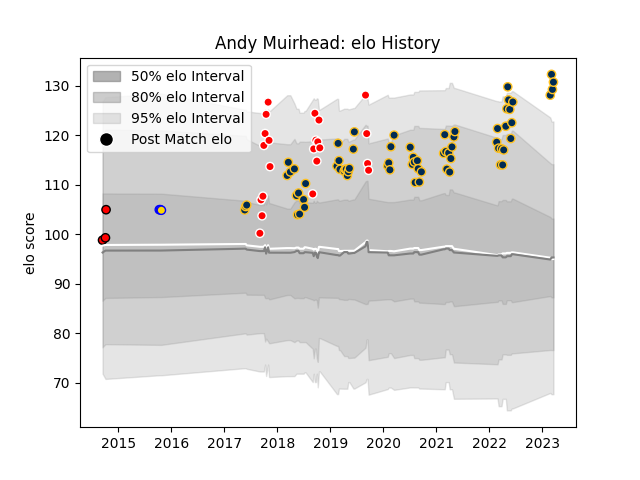 Andy Muirhead: elo History
50% elo Interval
80% elo Interval
95% elo Interval
Post Match elo
elo score
130
120
110
100
90
80
70
2015 2016 2017 2018 2019 2020 2021 2022 2023